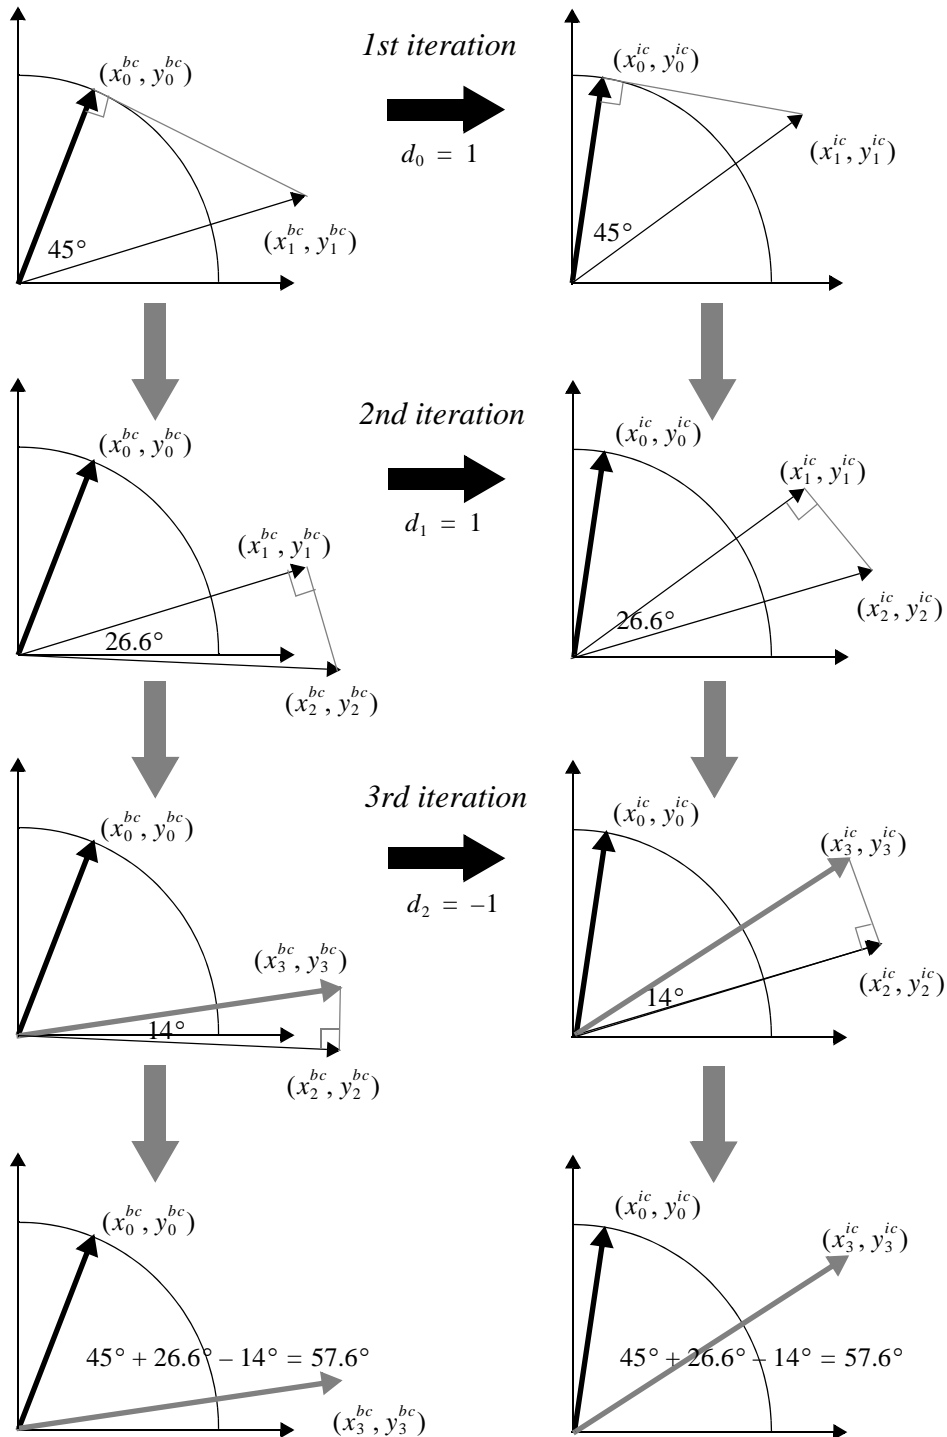 1st iteration
(x_0^{bc}, y_0^{bc})
(x_0^{ic}, y_0^{ic})
d_0 = 1
(x_1^{ic}, y_1^{ic})
45°
(x_1^{bc}, y_1^{bc})
45°
2nd iteration
(x_0^{bc}, y_0^{bc})
(x_0^{ic}, y_0^{ic})
(x_1^{ic}, y_1^{ic})
d_1 = 1
(x_1^{bc}, y_1^{bc})
26.6°
26.6°
(x_2^{ic}, y_2^{ic})
(x_2^{bc}, y_2^{bc})
3rd iteration
(x_0^{bc}, y_0^{bc})
(x_0^{ic}, y_0^{ic})
(x_3^{ic}, y_3^{ic})
d_2 = –1
(x_3^{bc}, y_3^{bc})
(x_2^{ic}, y_2^{ic})
14°
14°
(x_2^{bc}, y_2^{bc})
(x_0^{bc}, y_0^{bc})
(x_0^{ic}, y_0^{ic})
(x_3^{ic}, y_3^{ic})
45° + 26.6° – 14° = 57.6°
45° + 26.6° – 14° = 57.6°
(x_3^{bc}, y_3^{bc})